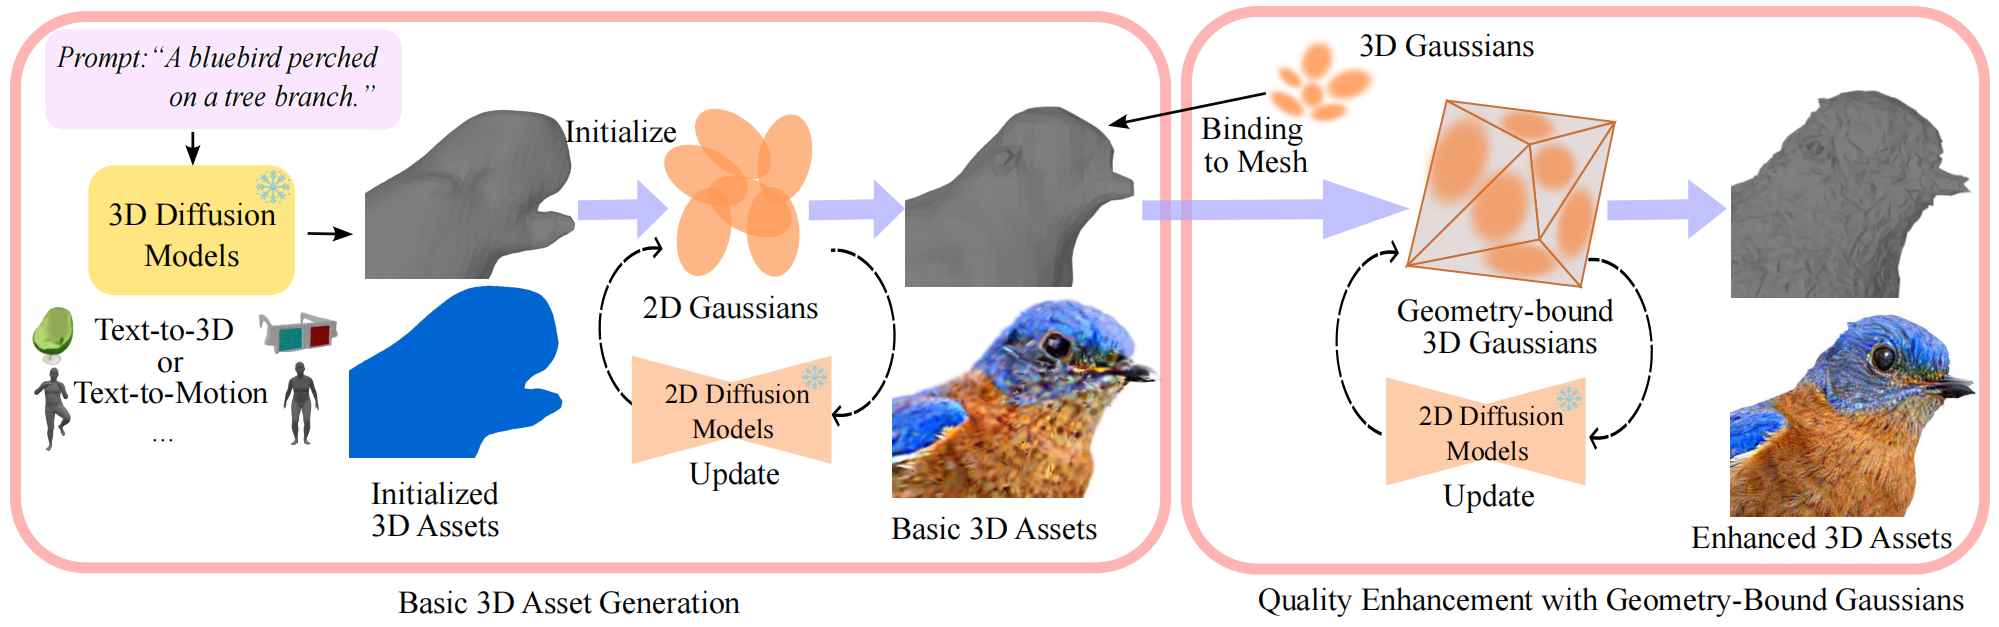 Prompt:“A bluebird perched
on a tree branch.”
3D Diffusion
Models
Text-to-3D
or
Text-to-Motion
...
Initialized
3D Assets
Initialize
2D Gaussians
2D Diffusion
Models
Update
Basic 3D Assets
3D Gaussians
Binding
to Mesh
Geometry-bound
3D Gaussians
2D Diffusion
Models
Update
Enhanced 3D Assets
Basic 3D Asset Generation
Quality Enhancement with Geometry-Bound Gaussians